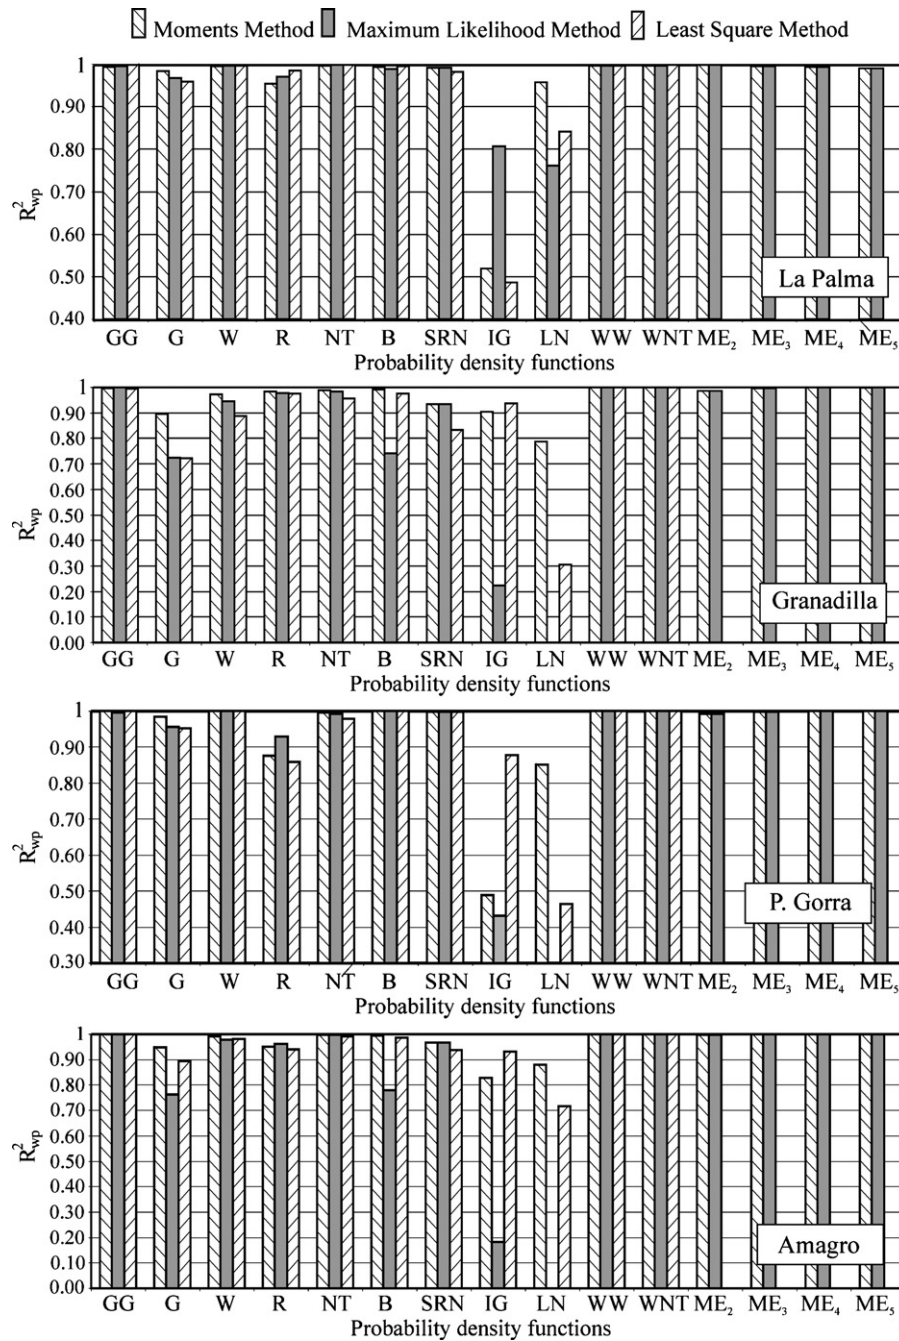 Moments Method Maximum Likelihood Method Least Square Method
1
0.90
0.80
0.70
0.60
0.50
0.40
R²wp
La Palma
GG G W R NT B SRN IG LN WW WNT ME₂ ME₃ ME₄ ME₅
Probability density functions
1
0.90
0.80
0.70
0.60
0.50
0.40
0.30
0.20
0.10
0.00
R²wp
Granadilla
GG G W R NT B SRN IG LN WW WNT ME₂ ME₃ ME₄ ME₅
Probability density functions
1
0.90
0.80
0.70
0.60
0.50
0.40
0.30
R²wp
P. Gorra
GG G W R NT B SRN IG LN WW WNT ME₂ ME₃ ME₄ ME₅
Probability density functions
1
0.90
0.80
0.70
0.60
0.50
0.40
0.30
0.20
0.10
0.00
R²wp
Amagro
GG G W R NT B SRN IG LN WW WNT ME₂ ME₃ ME₄ ME₅
Probability density functions